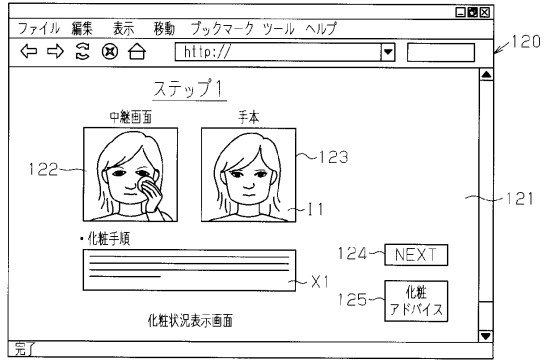 ファイル 編集 表示 移動 ブックマーク ツール ヘルプ
http://
120
ステップ1
中継画面 手本
122
123
I1
121
・化粧手順
X1
124
NEXT
125
化粧
アドバイス
化粧状況表示画面
完了